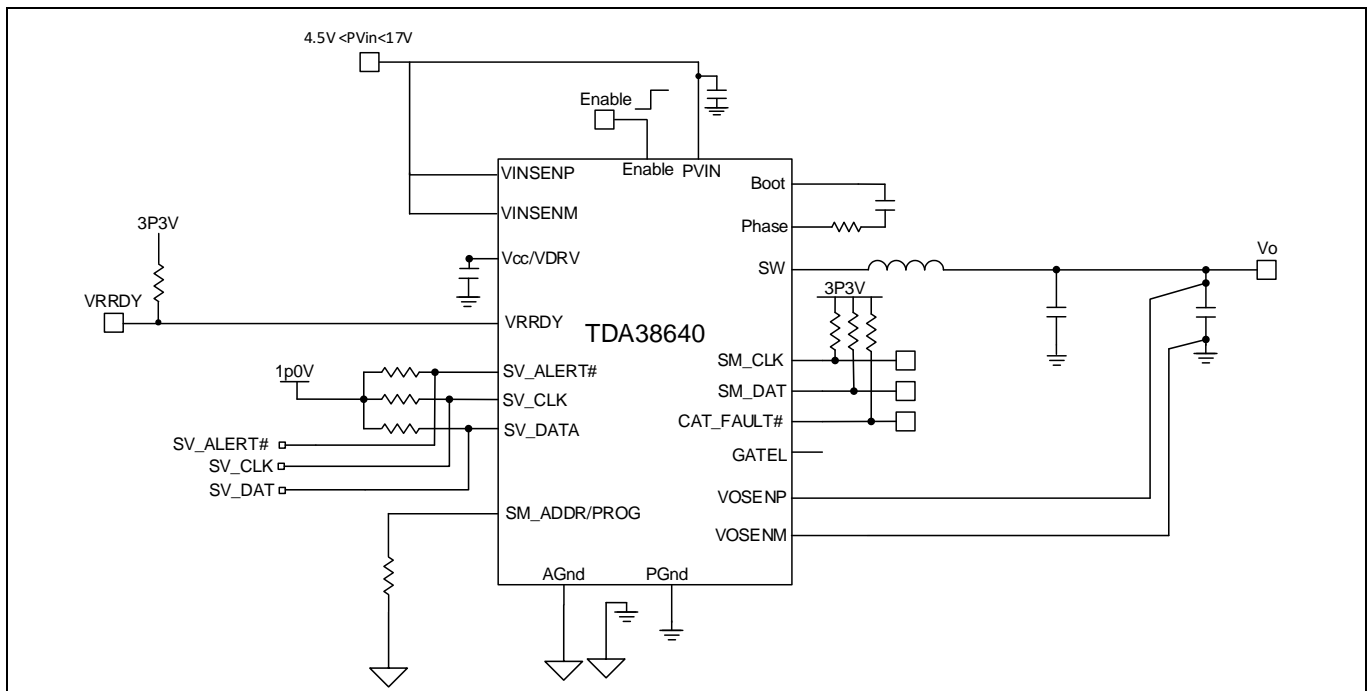 4.5V <PVin<17V
Enable
Enable
PVIN
VINSENP
VINSENM
Boot
Phase
3P3V
Vcc/VDRV
SW
Vo
3P3V
VRRDY
VRRDY
TDA38640
SM_CLK
1p0V
SV_ALERT#
SM_DAT
SV_CLK
CAT_FAULT#
SV_DATA
SV_ALERT#
GATEL
SV_CLK
SV_DAT
VOSENP
SM_ADDR/PROG
VOSENM
AGnd
PGnd